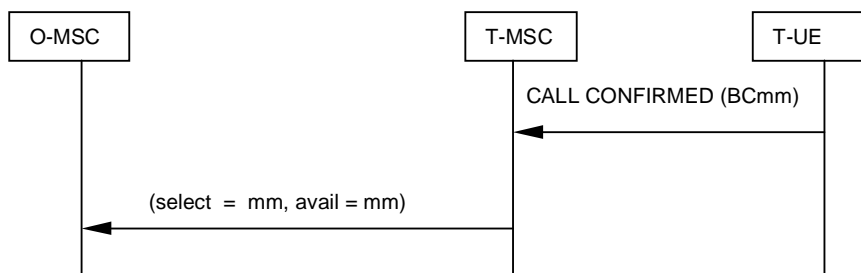 O-MSC
T-MSC
T-UE
CALL CONFIRMED (BCmm)
(select = mm, avail = mm)